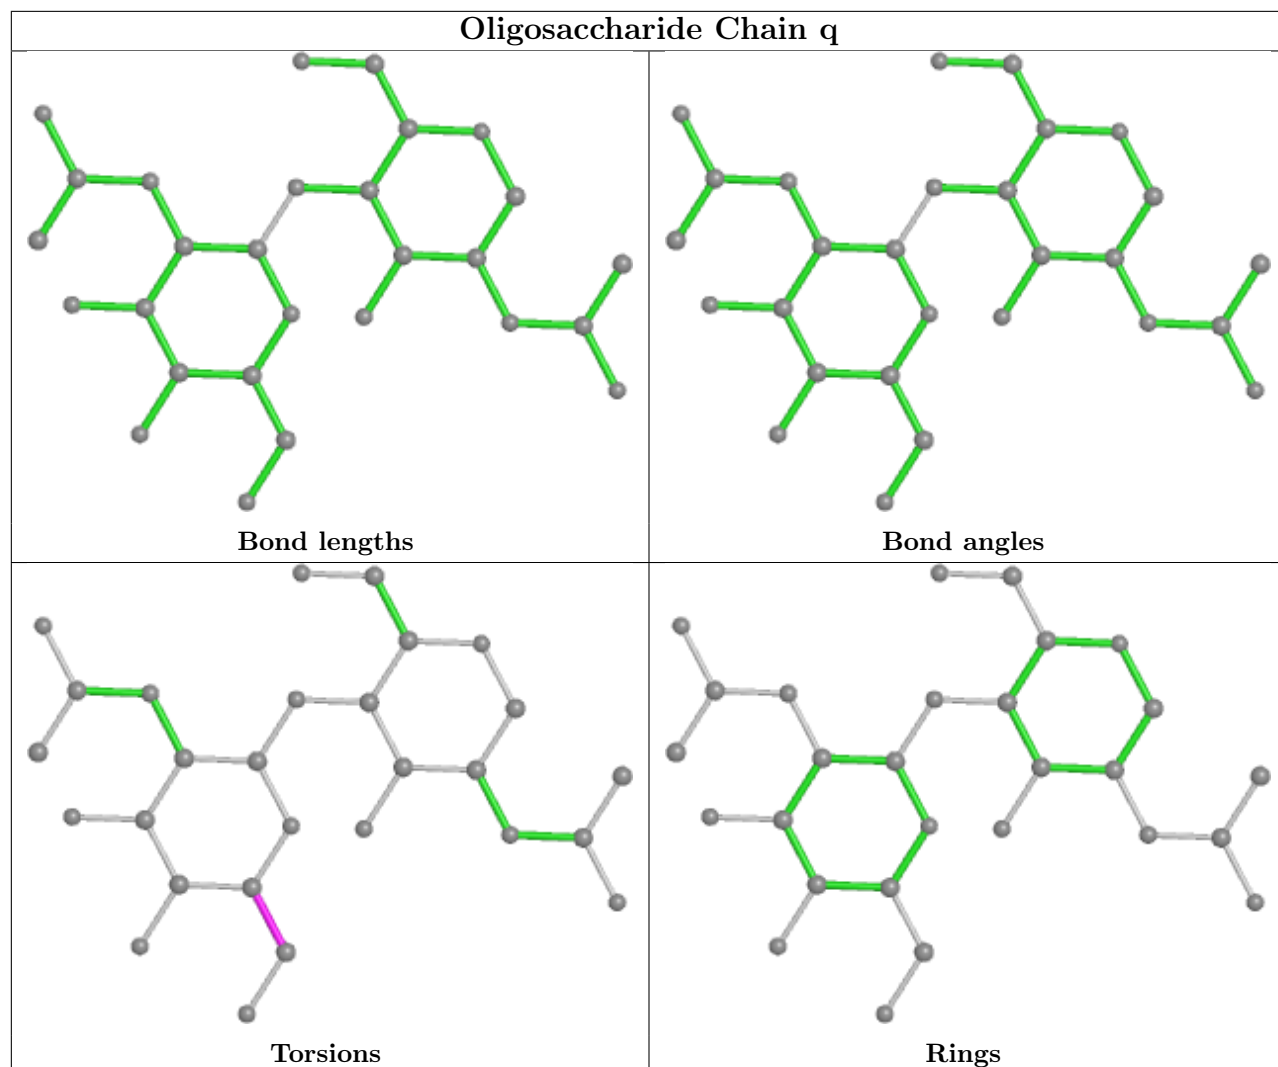 Oligosaccharide Chain q
Bond lengths
Bond angles
Torsions
Rings